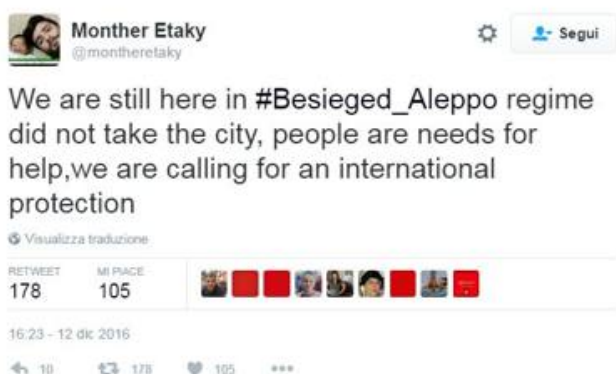 Monther Etaky
@montheretaky
Segui
We are still here in #Besieged_Aleppo regime
did not take the city, people are needs for
help,we are calling for an international
protection
Visualizza traduzione
RETWEET MI PIACE
178 105
16:23 - 12 dic 2016
10 178 105